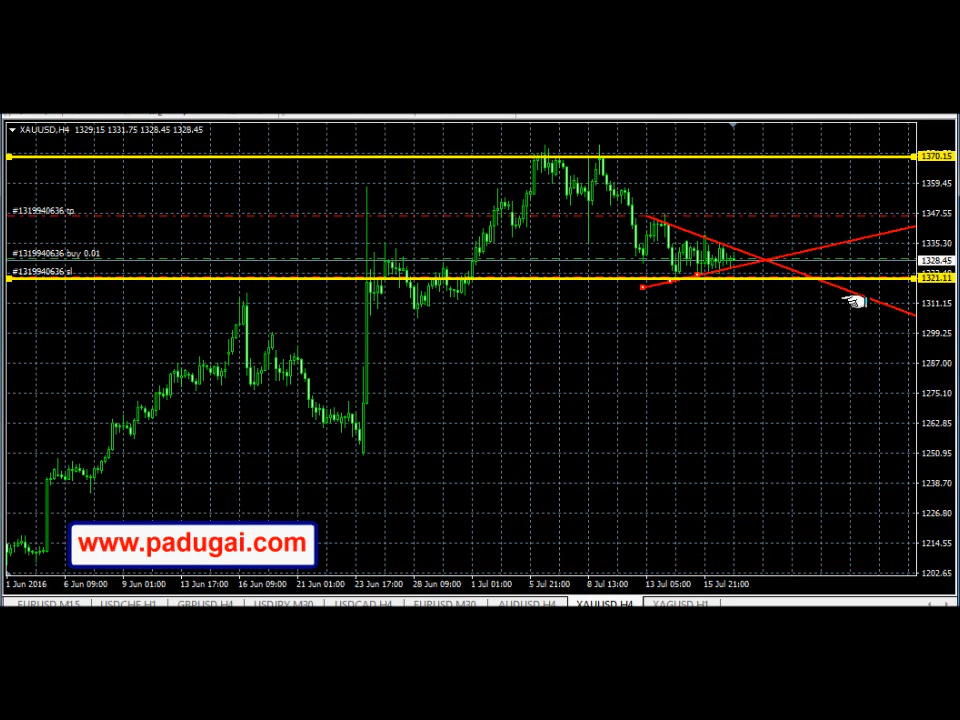 XAUUSD,H4 1329.15 1331.75 1328.45 1328.45
1370.15
1359.45
#1319940636 tp
1347.55
1335.30
#1319940636 buy 0.01
1328.45
#1319940636 sl
1321.11
1311.15
1299.25
1287.00
1275.10
1262.85
1250.95
1238.70
1226.80
www.padugai.com
1214.55
1202.65
1 Jun 2016 6 Jun 09:00 9 Jun 01:00 13 Jun 17:00 16 Jun 09:00 21 Jun 01:00 23 Jun 17:00 28 Jun 09:00 1 Jul 01:00 5 Jul 21:00 8 Jul 13:00 13 Jul 05:00 15 Jul 21:00
EURUSD,M15 USDCHF,H1 GBPUSD,H4 USDJPY,M30 USDCAD,H4 EURUSD,M30 AUDUSD,H4 XAUUSD,H4 XAGUSD,H1